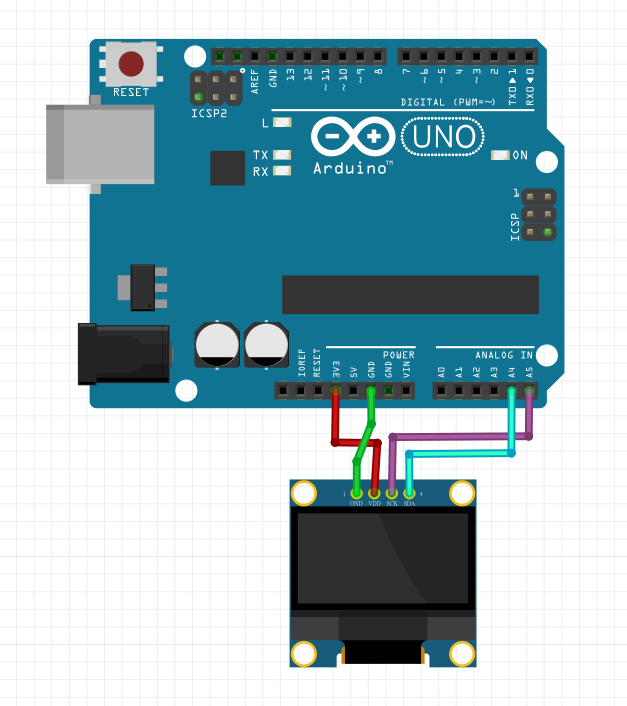 RESET
ICSP2
AREF
GND
13
12
~11
~10
~9
8
7
~6
~5
4
~3
2
TX0▶1
RX0◀0
DIGITAL (PWM=~)
L
TX
RX
UNO
Arduino™
ON
1
ICSP
POWER
ANALOG IN
IOREF
RESET
3V3
5V
GND
GND
VIN
A0
A1
A2
A3
A4
A5
1
4
GND
VDD
SCK
SDA